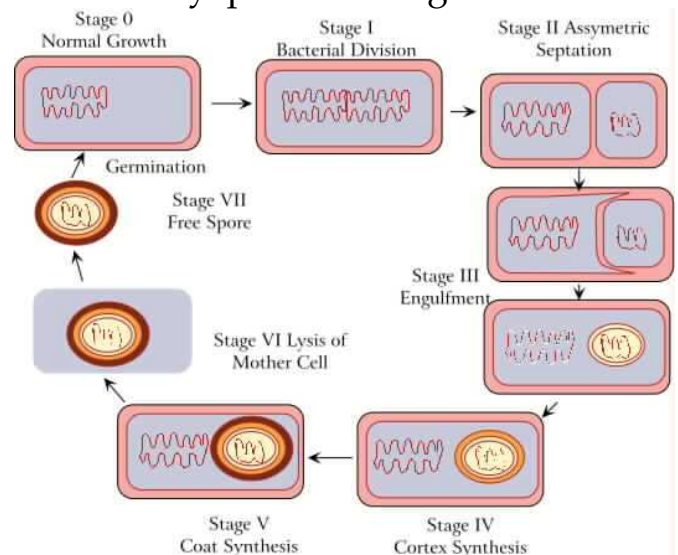 Stage 0
Normal Growth
Stage I
Bacterial Division
Stage II Assymetric
Septation
Germination
Stage VII
Free Spore
Stage III
Engulfment
Stage VI Lysis of
Mother Cell
Stage V
Coat Synthesis
Stage IV
Cortex Synthesis